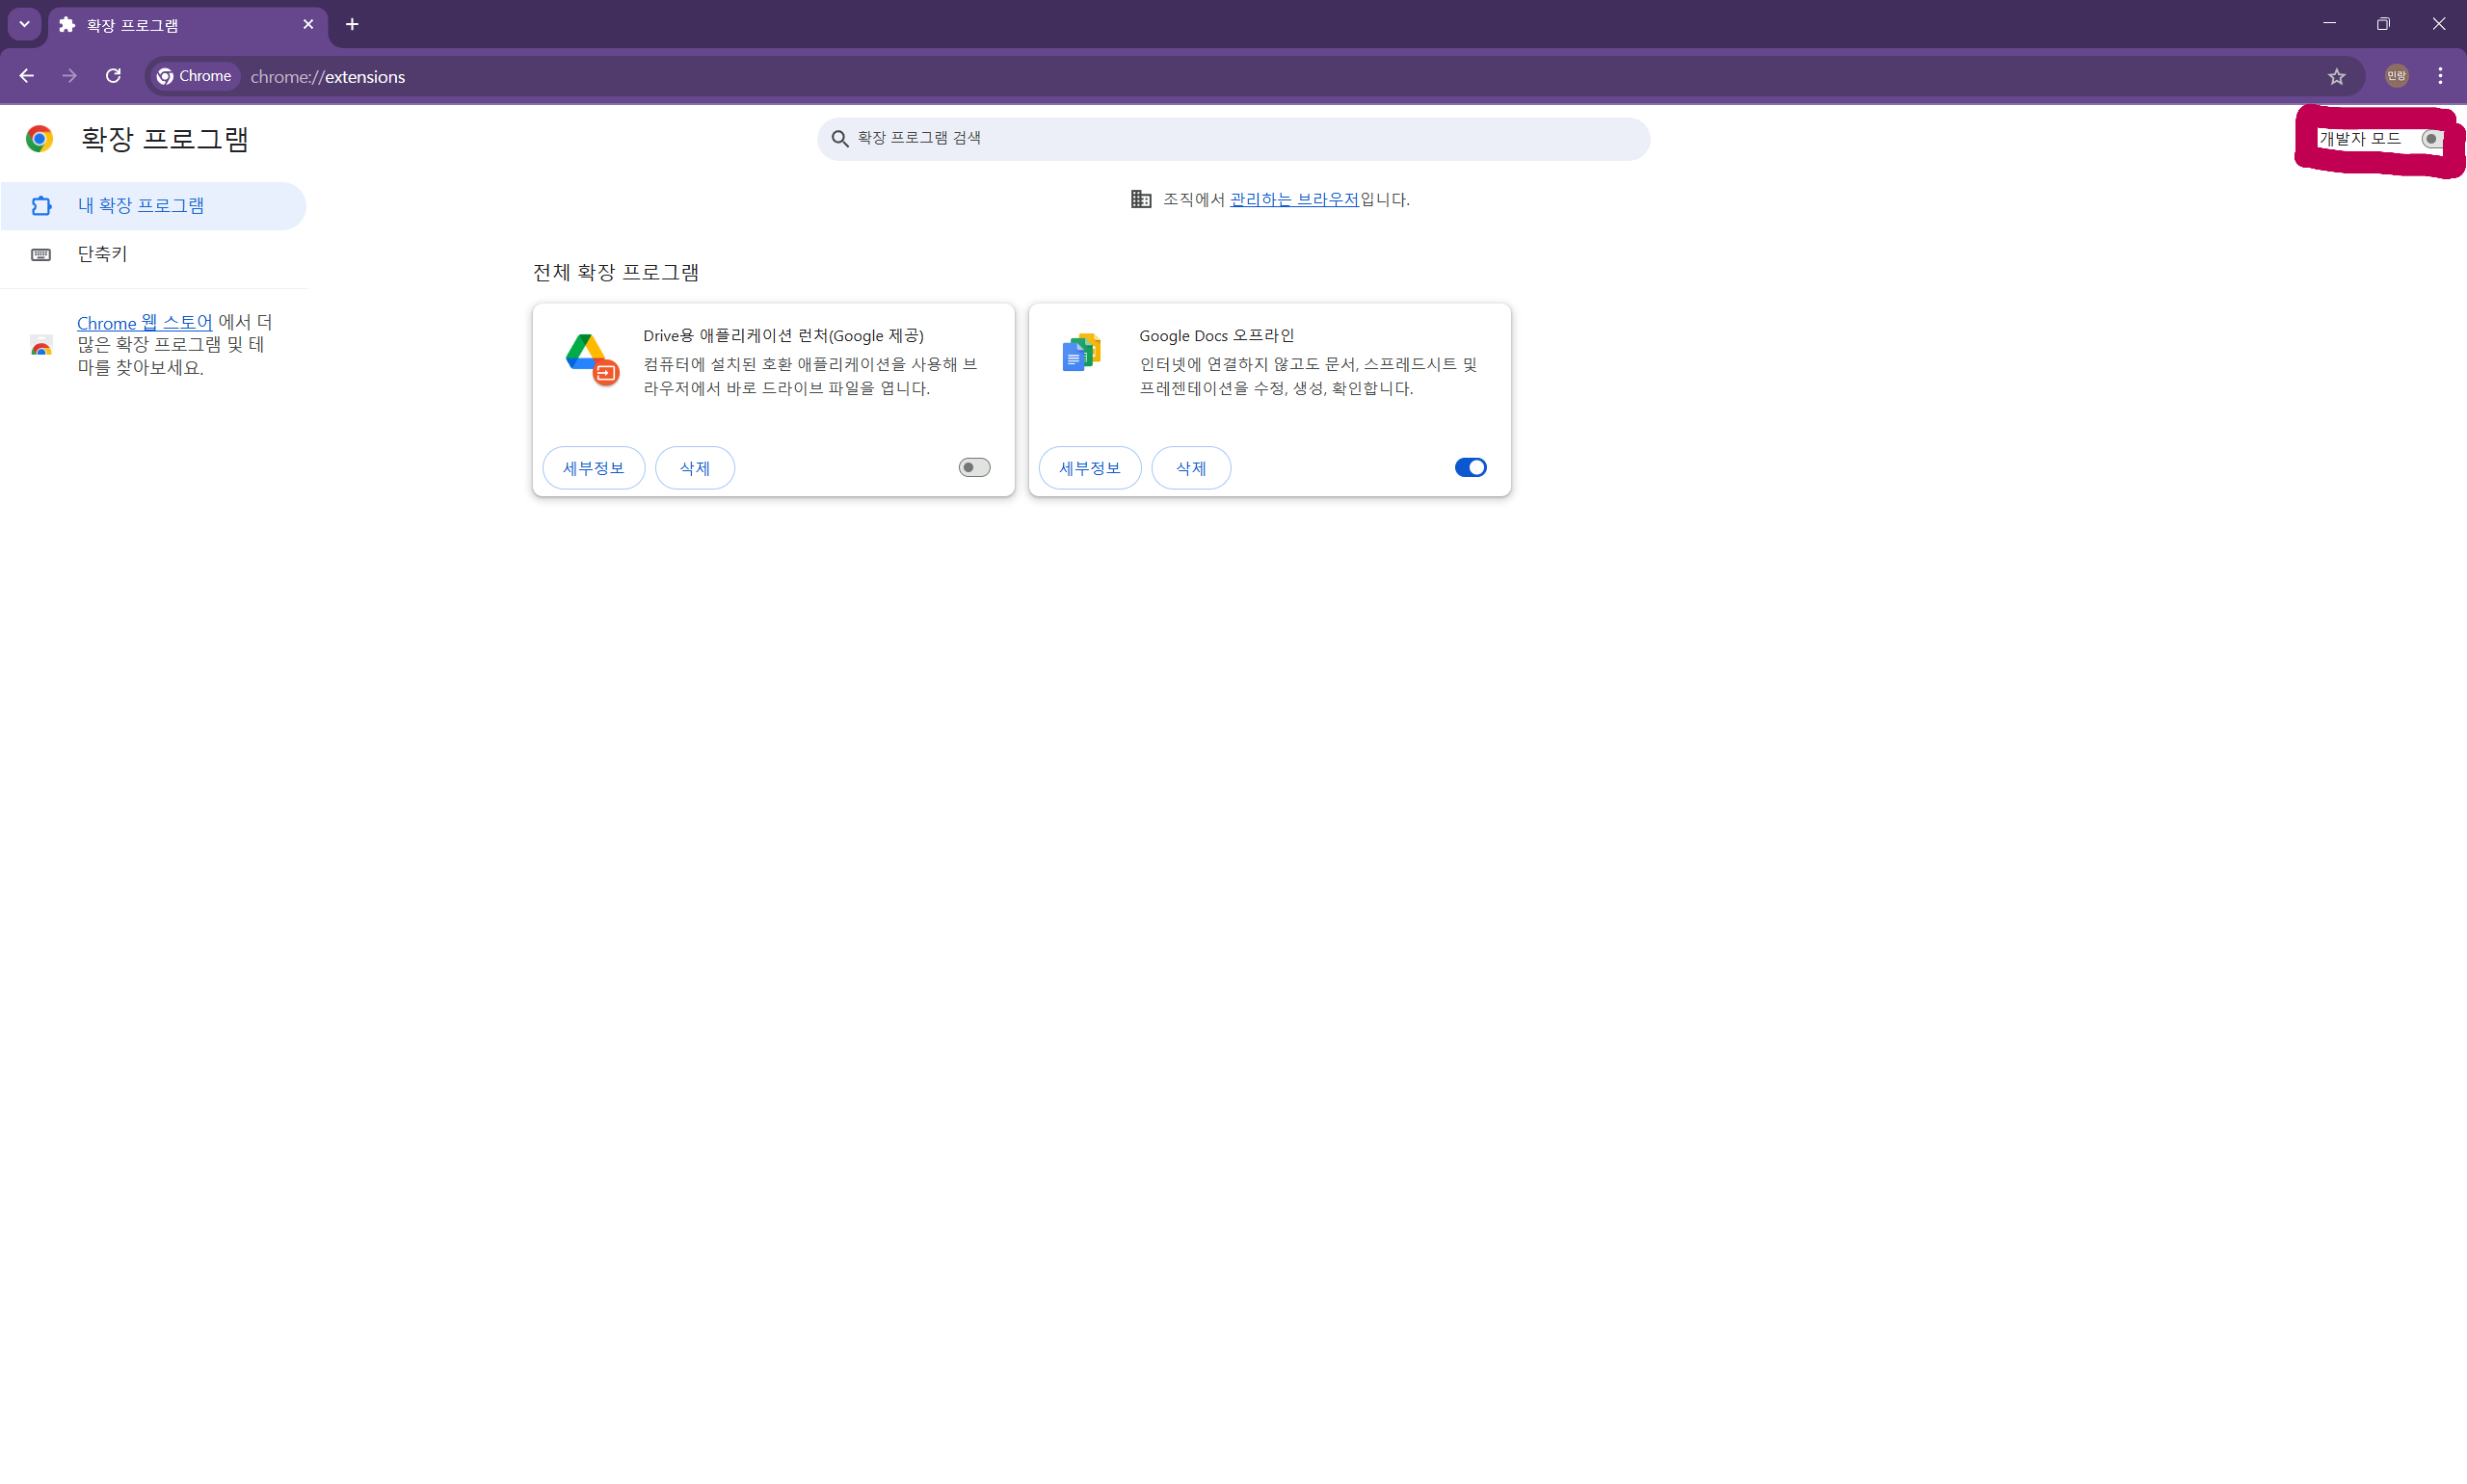 확장 프로그램
Chrome chrome://extensions 민랑
확장 프로그램
확장 프로그램 검색
개발자 모드
내 확장 프로그램
단축키
Chrome 웹 스토어 에서 더
많은 확장 프로그램 및 테
마를 찾아보세요.
조직에서 관리하는 브라우저입니다.
전체 확장 프로그램
Drive용 애플리케이션 런처(Google 제공)
컴퓨터에 설치된 호환 애플리케이션을 사용해 브
라우저에서 바로 드라이브 파일을 엽니다.
세부정보 삭제
Google Docs 오프라인
인터넷에 연결하지 않고도 문서, 스프레드시트 및
프레젠테이션을 수정, 생성, 확인합니다.
세부정보 삭제